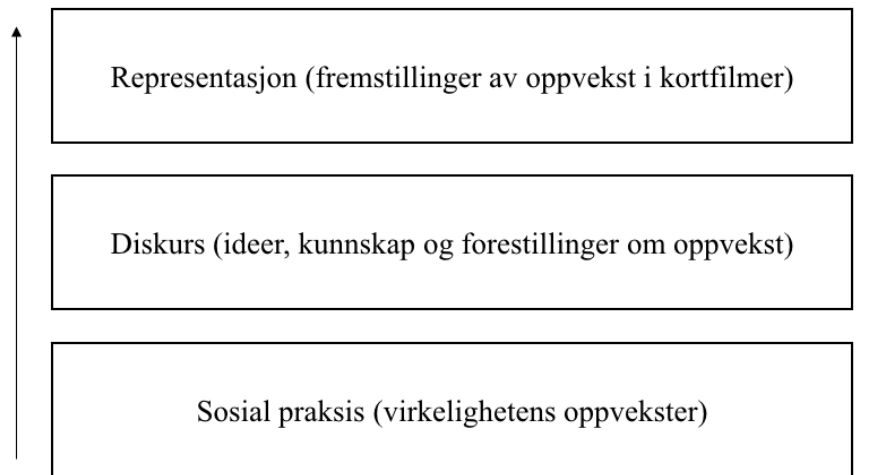 Representasjon (fremstillinger av oppvekst i kortfilmer)
Diskurs (ideer, kunnskap og forestillinger om oppvekst)
Sosial praksis (virkelighetens oppvekster)